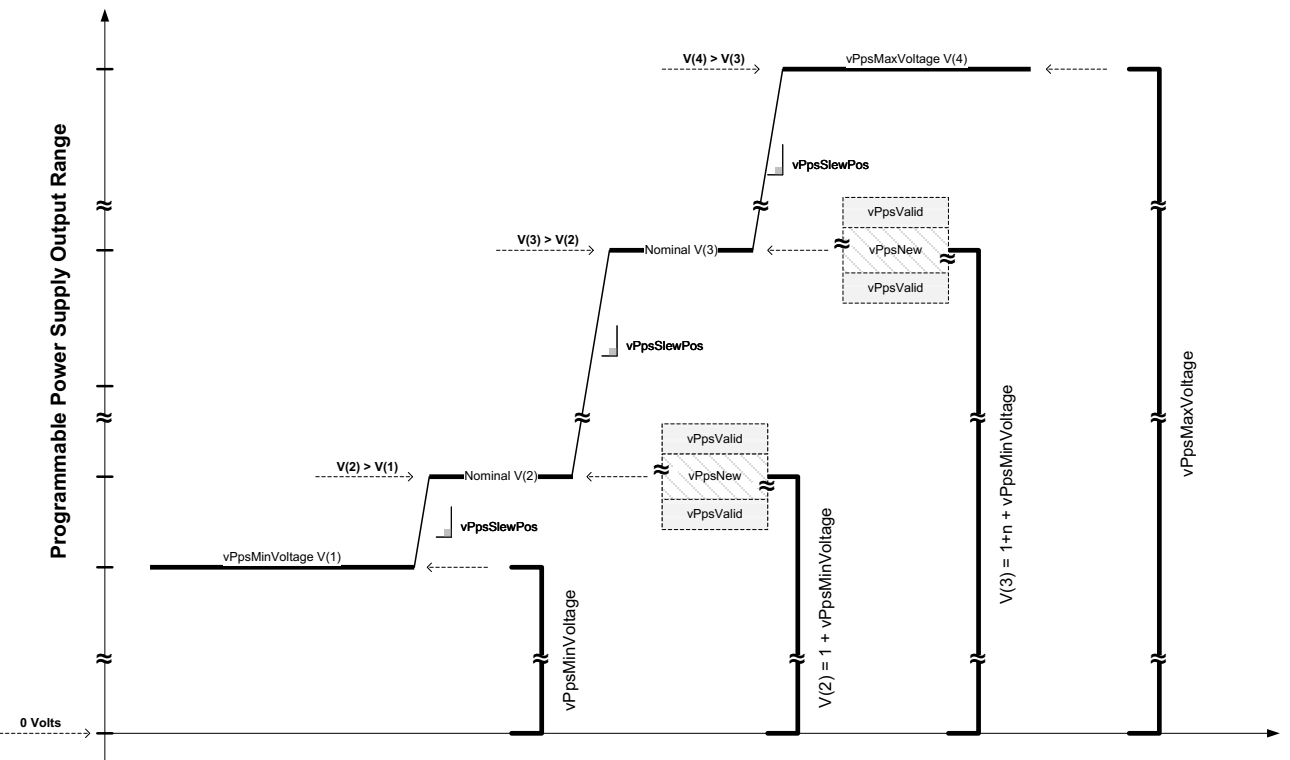 Programmable Power Supply Output Range
V(4) > V(3)
vPpsMaxVoltage V(4)
vPpsSlewPos
vPpsValid
V(3) > V(2)
Nominal V(3)
vPpsNew
vPpsValid
vPpsSlewPos
vPpsMaxVoltage
V(3) = 1+n + vPpsMinVoltage
vPpsValid
V(2) > V(1)
Nominal V(2)
vPpsNew
vPpsValid
vPpsSlewPos
V(2) = 1 + vPpsMinVoltage
vPpsMinVoltage V(1)
vPpsMinVoltage
0 Volts